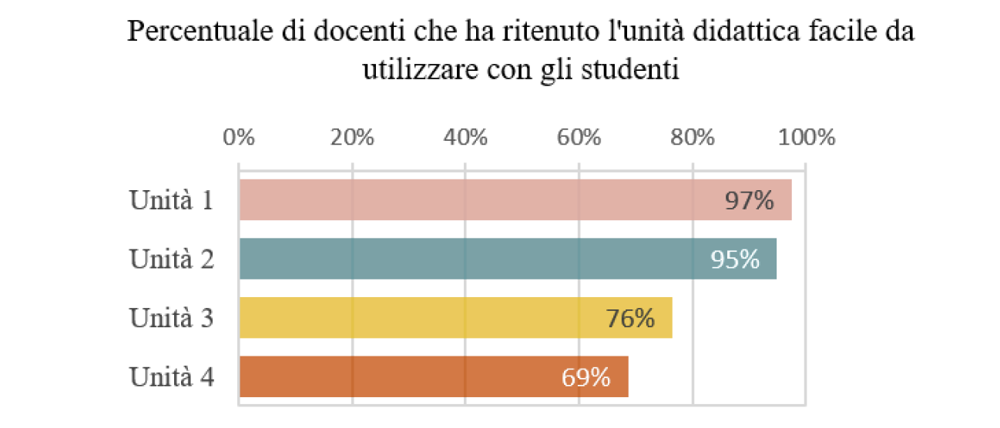 Percentuale di docenti che ha ritenuto l'unità didattica facile da
utilizzare con gli studenti
0% 20% 40% 60% 80% 100%
Unità 1 97%
Unità 2 95%
Unità 3 76%
Unità 4 69%